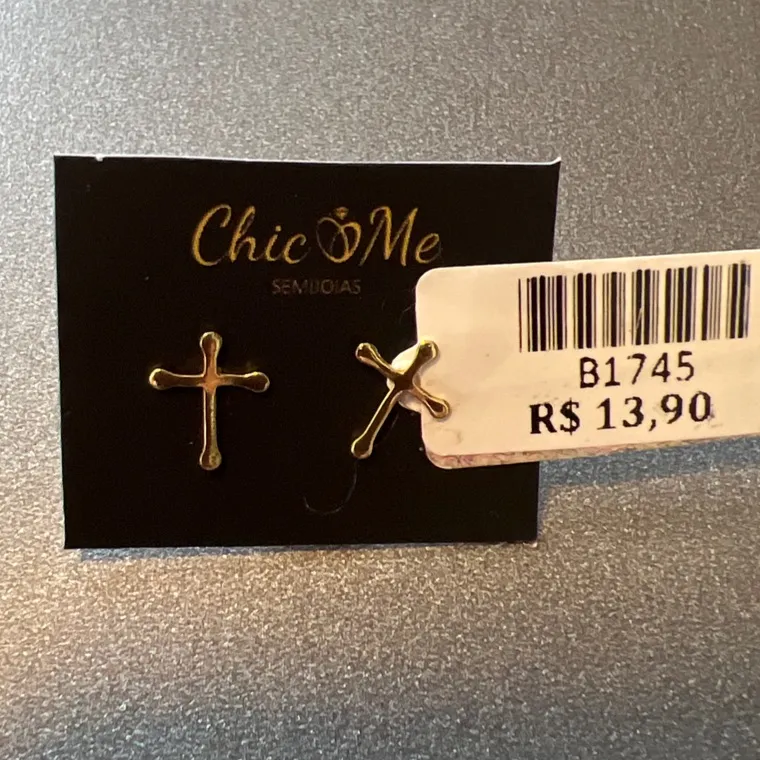 Chic Me
SEMIJOIAS
B1745
R$ 13,90